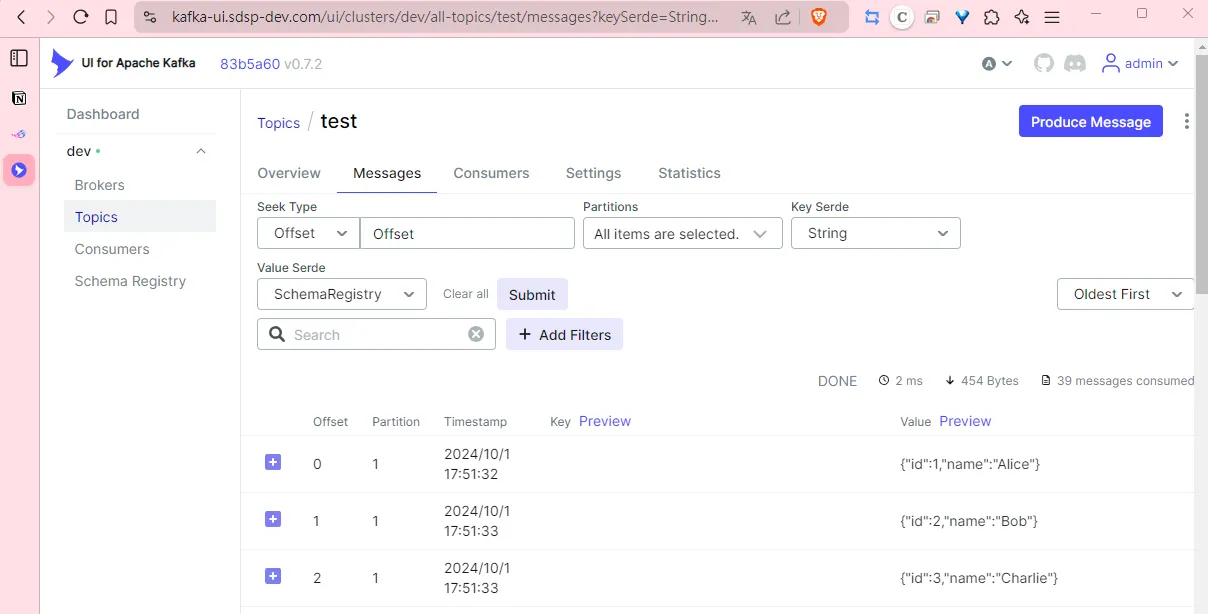 kafka-ui.sdsp-dev.com/ui/clusters/dev/all-topics/test/messages?keySerde=String...
UI for Apache Kafka 83b5a60 v0.7.2
A
admin
Dashboard
dev
Brokers
Topics
Consumers
Schema Registry
Topics / test
Produce Message
Overview Messages Consumers Settings Statistics
Seek Type Partitions Key Serde
Offset Offset All items are selected. String
Value Serde
SchemaRegistry Clear all Submit Oldest First
Search + Add Filters
DONE 2 ms 454 Bytes 39 messages consumed
Offset Partition Timestamp Key Preview Value Preview
0 1 2024/10/1 17:51:32 {"id":1,"name":"Alice"}
1 1 2024/10/1 17:51:33 {"id":2,"name":"Bob"}
2 1 2024/10/1 17:51:33 {"id":3,"name":"Charlie"}